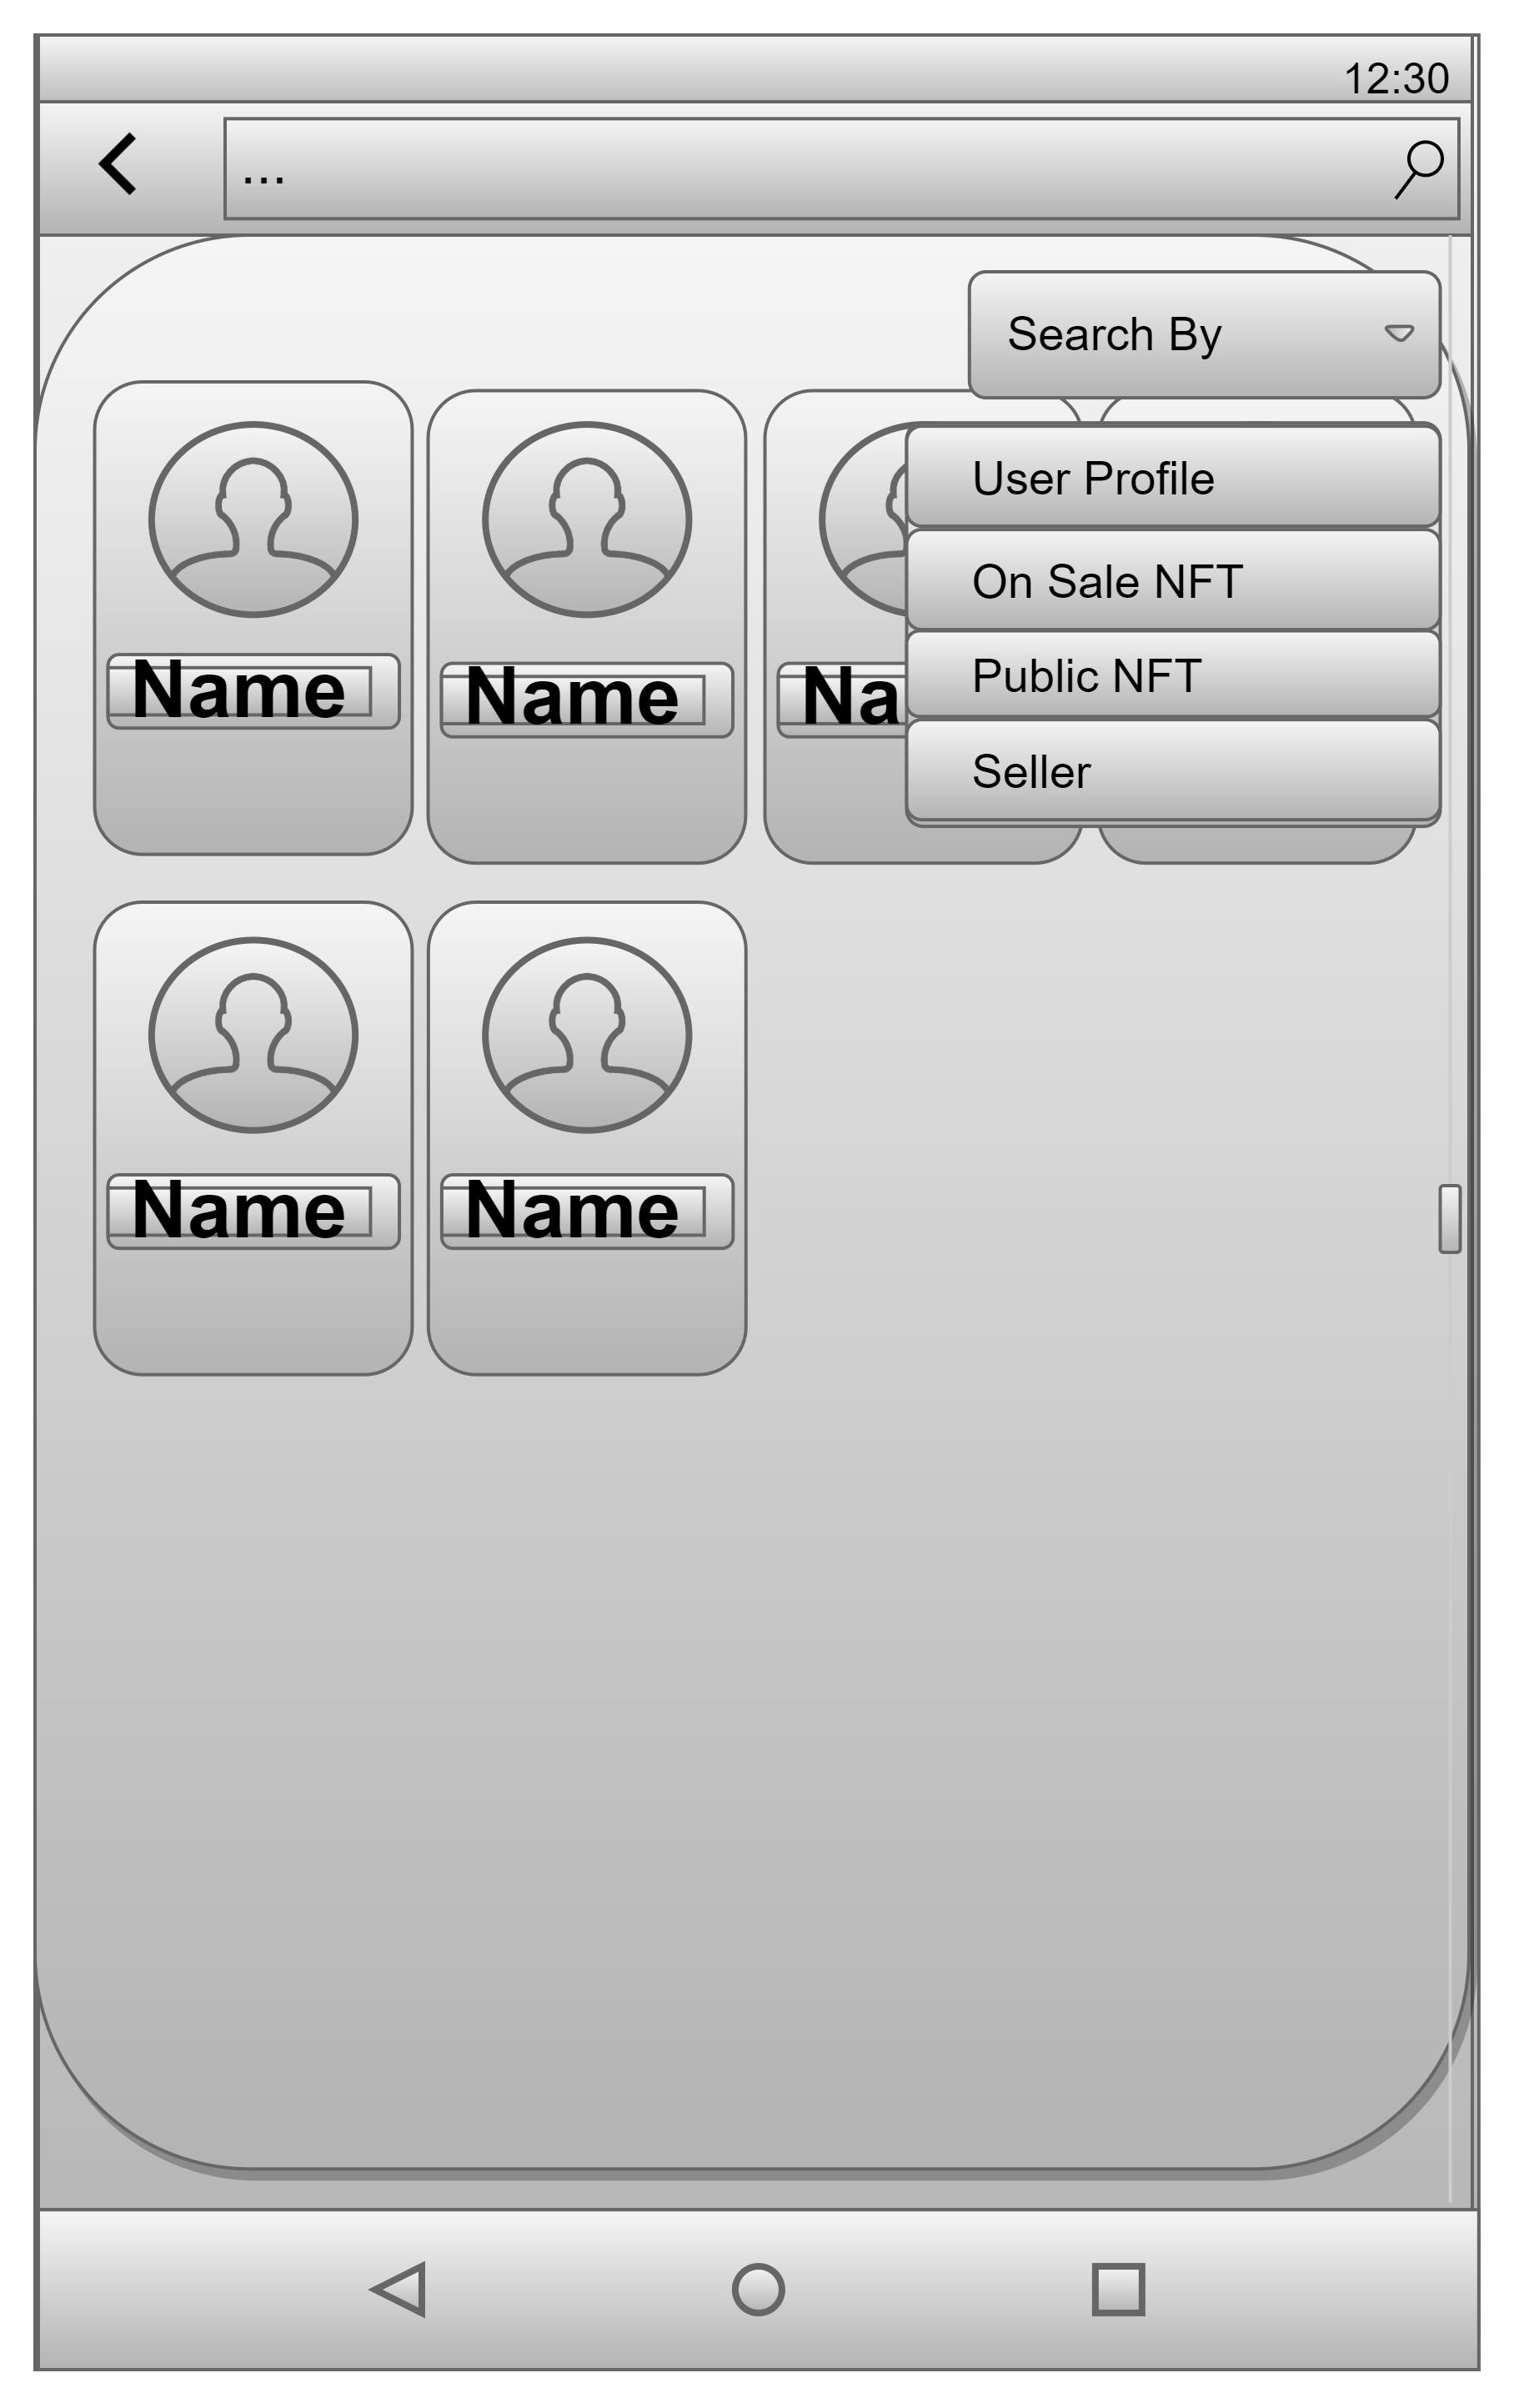 12:30
...
Search By
User Profile
On Sale NFT
Public NFT
Seller
Name
Name
Na
Name
Name